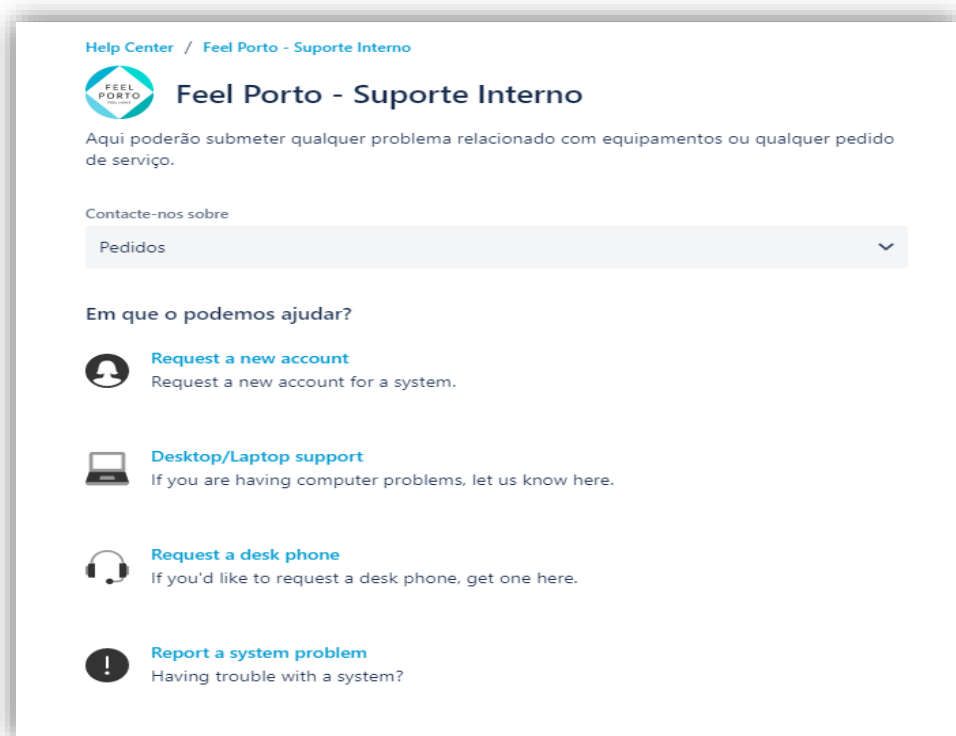 Help Center / Feel Porto - Suporte Interno
FEEL
PORTO
Feel Porto - Suporte Interno
Aqui poderão submeter qualquer problema relacionado com equipamentos ou qualquer pedido
de serviço.
Contacte-nos sobre
Pedidos
Em que o podemos ajudar?
Request a new account
Request a new account for a system.
Desktop/Laptop support
If you are having computer problems, let us know here.
Request a desk phone
If you'd like to request a desk phone, get one here.
Report a system problem
Having trouble with a system?